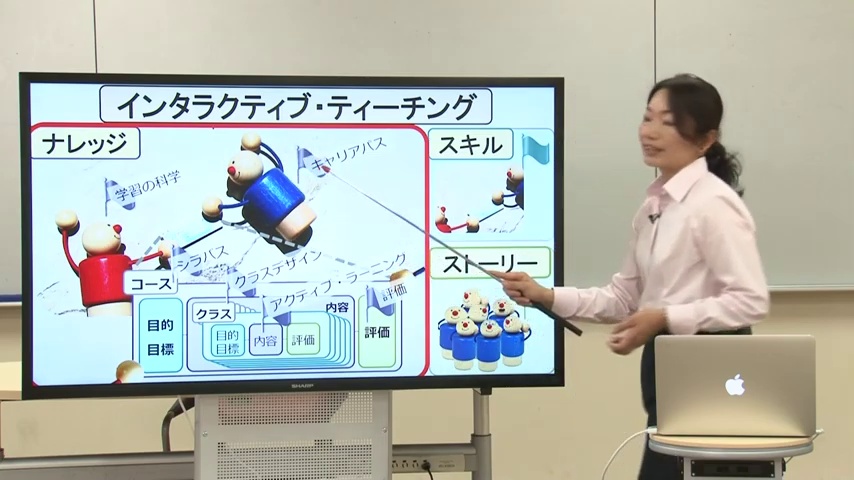 インタラクティブ・ティーチング
ナレッジ
スキル
キャリアパス
学習の科学
シラバス
クラスデザイン
アクティブ・ラーニング
評価
ストーリー
コース
目的
目標
クラス
内容
目的
目標
内容
評価
評価
SHARP